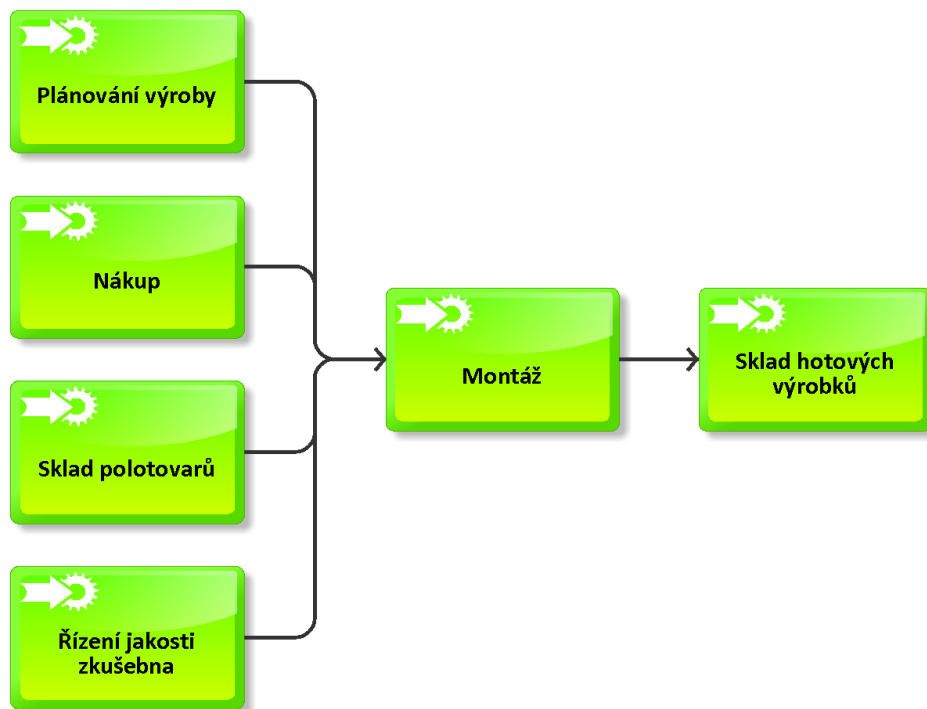 Plánování výroby
Nákup
Sklad polotovarů
Řízení jakosti
zkušebna
Montáž
Sklad hotových
výrobků